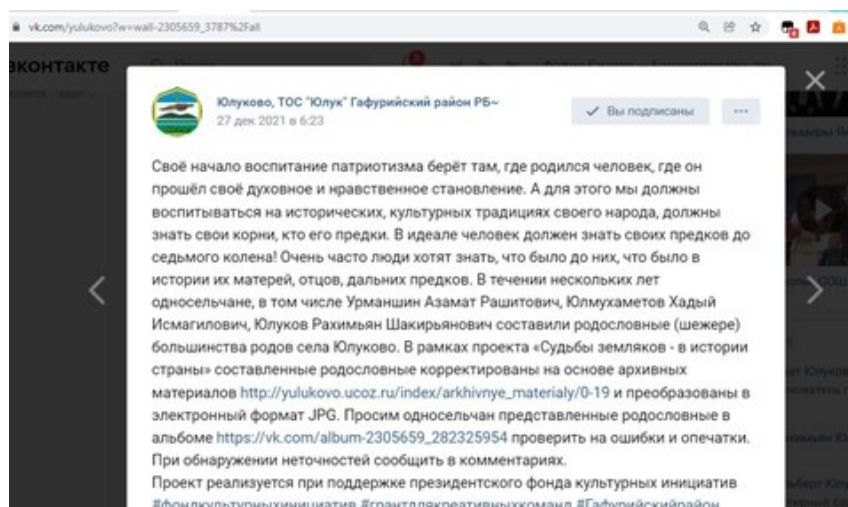 vk.com/yulukovo?w=wall-2305659_3787%2Fall
контакте
Юлуково, ТОС "Юлук" Гафурийский район РБ~
27 дек 2021 в 6:23
Вы подписаны
Своё начало воспитание патриотизма берёт там, где родился человек, где он
прошёл своё духовное и нравственное становление. А для этого мы должны
воспитываться на исторических, культурных традициях своего народа, должны
знать свои корни, кто его предки. В идеале человек должен знать своих предков до
седьмого колена! Очень часто люди хотят знать, что было до них, что было в
истории их матерей, отцов, дальних предков. В течении нескольких лет
односельчане, в том числе Урманшин Азамат Рашитович, Юлмухаметов Хадый
Исмагилович, Юлуков Рахимьян Шакирьянович составили родословные (шежере)
большинства родов села Юлуково. В рамках проекта «Судьбы земляков - в истории
страны» составленные родословные корректированы на основе архивных
материалов http://yulukovo.ucoz.ru/index/arkhivnye_materialy/0-19 и преобразованы в
электронный формат JPG. Просим односельчан представленные родословные в
альбоме https://vk.com/album-2305659_282325954 проверить на ошибки и опечатки.
При обнаружении неточностей сообщить в комментариях.
Проект реализуется при поддержке президентского фонда культурных инициатив
#фондкультурныхинициатив #грантдлякреативныхкоманд #Гафурийскийрайон